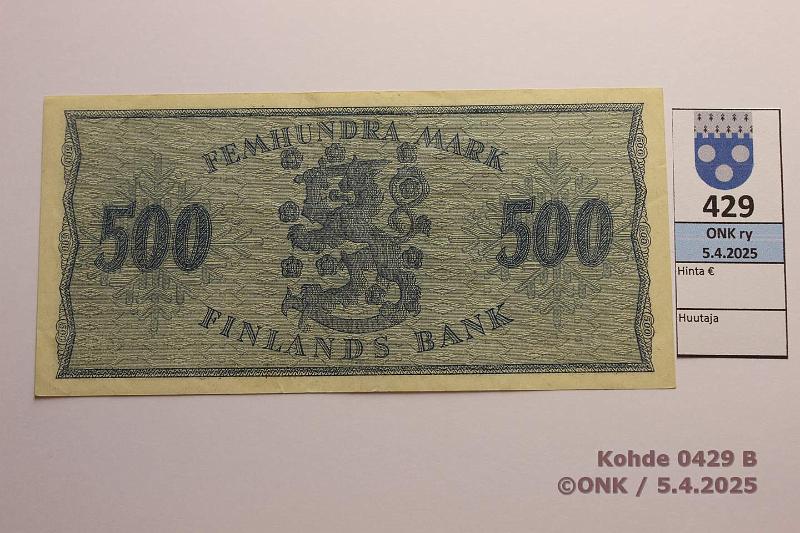 FEMHUNDRA MARK
500
500
FINLANDS BANK
429
ONK ry
5.4.2025
Hinta €
Huutaja
Kohde 0429 B
©ONK / 5.4.2025